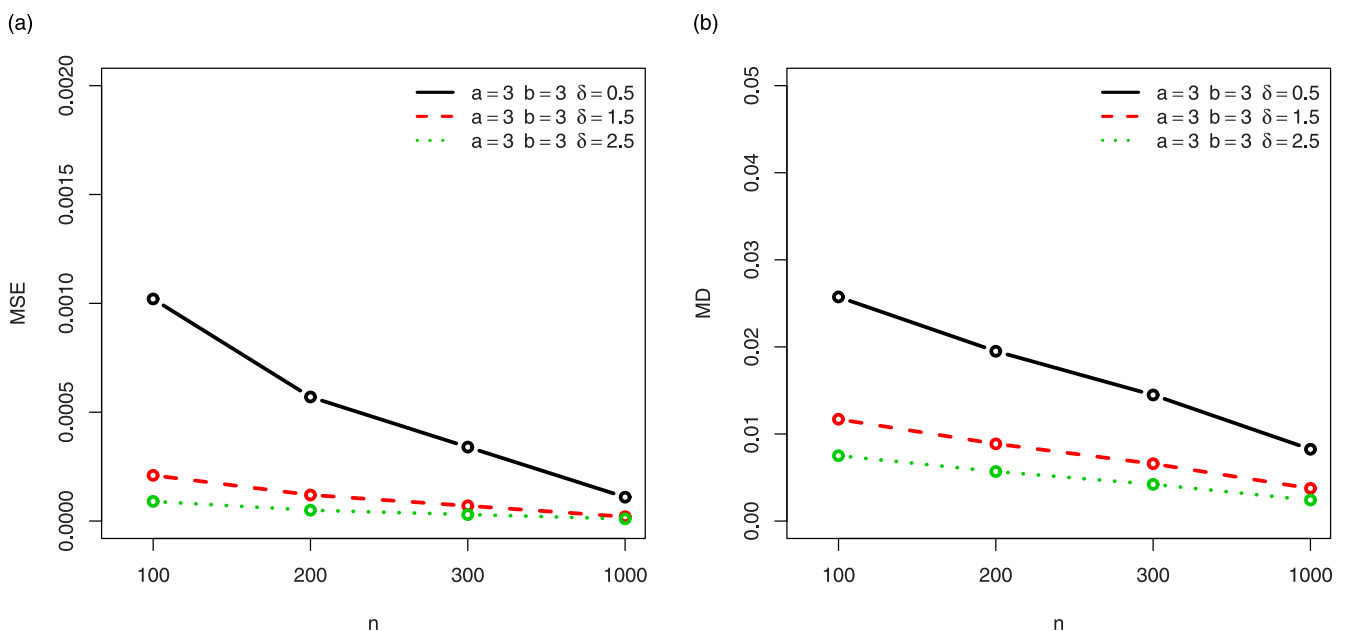 (a)
MSE
0.0020
0.0015
0.0010
0.0005
0.0000
a = 3 b = 3 δ = 0.5
a = 3 b = 3 δ = 1.5
a = 3 b = 3 δ = 2.5
100 200 300 1000
n
(b)
MD
0.05
0.04
0.03
0.02
0.01
0.00
a = 3 b = 3 δ = 0.5
a = 3 b = 3 δ = 1.5
a = 3 b = 3 δ = 2.5
100 200 300 1000
n